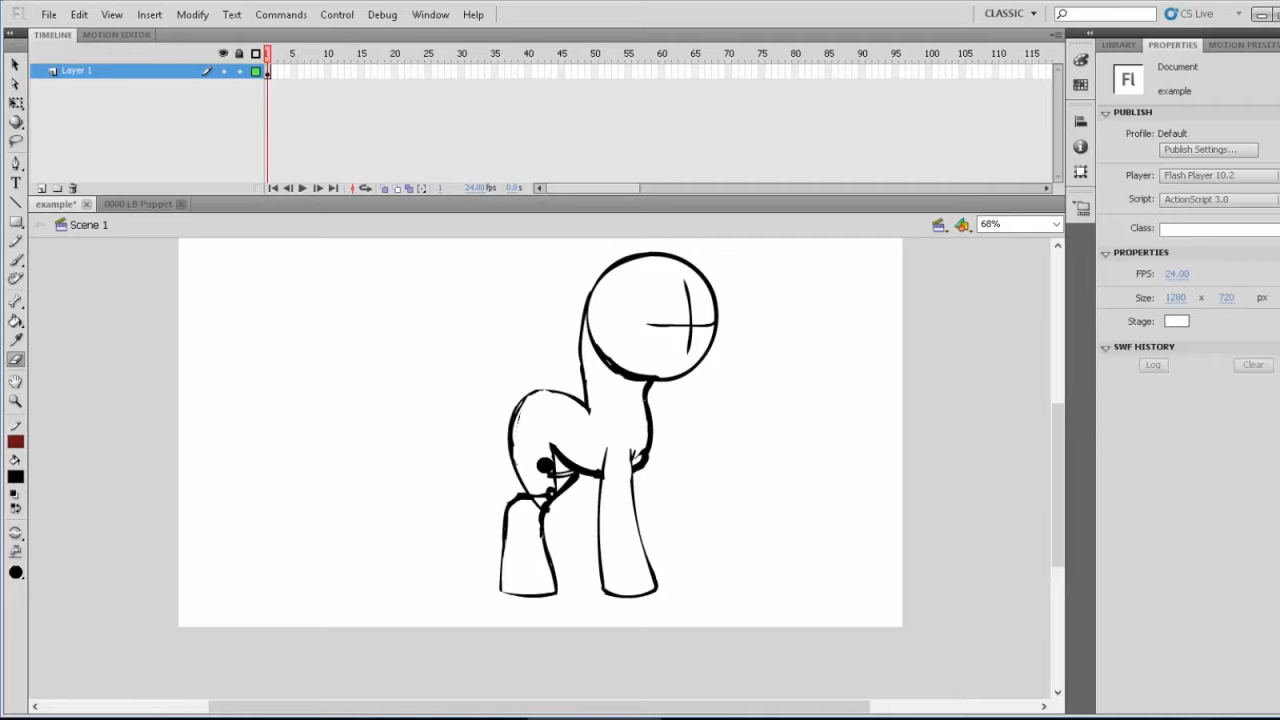 Fl File Edit View Insert Modify Text Commands Control Debug Window Help CLASSIC CS Live
TIMELINE MOTION EDITOR
5 10 15 20 25 30 35 40 45 50 55 60 65 70 75 80 85 90 95 100 105 110 115
Layer 1
1 24.00 fps 0.0 s
example* 0000 LB Puppet
Scene 1 68%
LIBRARY PROPERTIES MOTION PRESETS
Fl Document
example
PUBLISH
Profile: Default
Publish Settings...
Player: Flash Player 10.2
Script: ActionScript 3.0
Class:
PROPERTIES
FPS: 24.00
Size: 1280 x 720 px
Stage:
SWF HISTORY
Log Clear
T